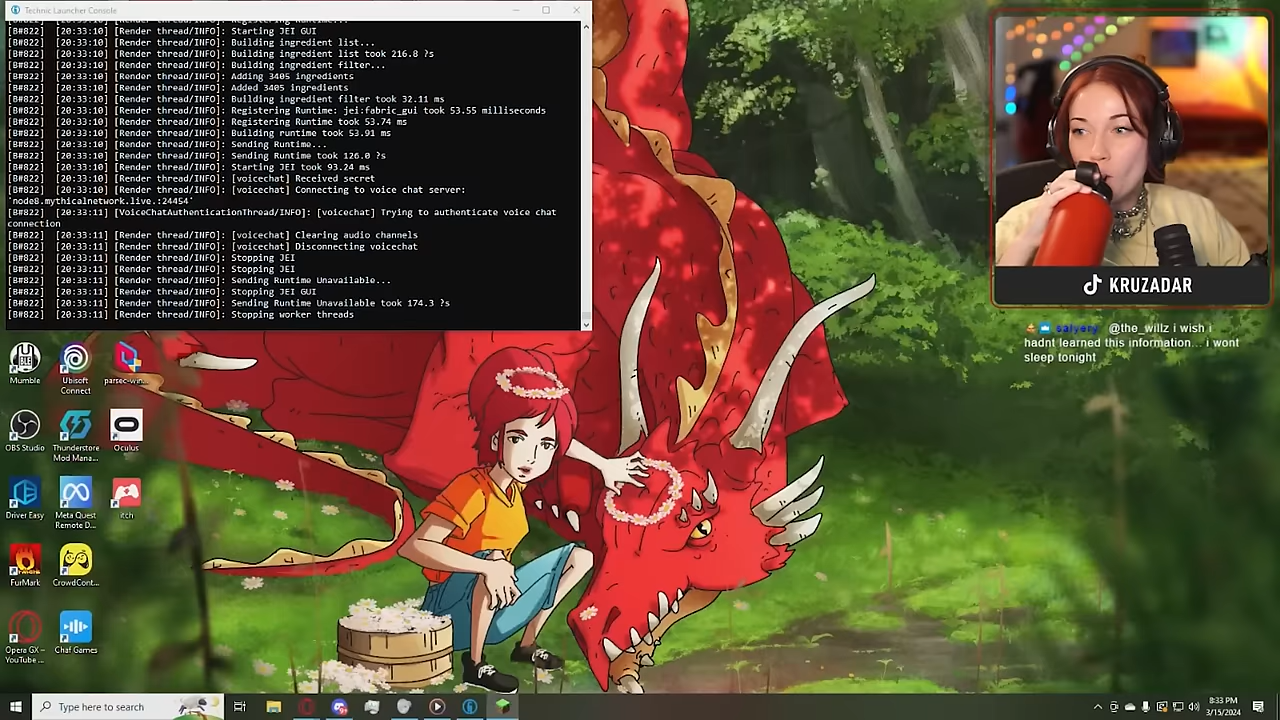 Technic Launcher Console
[B#822] [20:33:10] [Render thread/INFO]: Registering Runtime...
[B#822] [20:33:10] [Render thread/INFO]: Starting JEI GUI
[B#822] [20:33:10] [Render thread/INFO]: Building ingredient list...
[B#822] [20:33:10] [Render thread/INFO]: Building ingredient list took 216.8 ?s
[B#822] [20:33:10] [Render thread/INFO]: Building ingredient filter...
[B#822] [20:33:10] [Render thread/INFO]: Adding 3405 ingredients
[B#822] [20:33:10] [Render thread/INFO]: Added 3405 ingredients
[B#822] [20:33:10] [Render thread/INFO]: Building ingredient filter took 32.11 ms
[B#822] [20:33:10] [Render thread/INFO]: Registering Runtime: jei:fabric_gui took 53.55 milliseconds
[B#822] [20:33:10] [Render thread/INFO]: Registering Runtime took 53.74 ms
[B#822] [20:33:10] [Render thread/INFO]: Building runtime took 53.91 ms
[B#822] [20:33:10] [Render thread/INFO]: Sending Runtime...
[B#822] [20:33:10] [Render thread/INFO]: Sending Runtime took 126.0 ?s
[B#822] [20:33:10] [Render thread/INFO]: Starting JEI took 93.24 ms
[B#822] [20:33:10] [Render thread/INFO]: [voicechat] Received secret
[B#822] [20:33:10] [Render thread/INFO]: [voicechat] Connecting to voice chat server:
'node8.mythicalnetwork.live.:24454'
[B#822] [20:33:11] [VoiceChatAuthenticationThread/INFO]: [voicechat] Trying to authenticate voice chat
connection
[B#822] [20:33:11] [Render thread/INFO]: [voicechat] Clearing audio channels
[B#822] [20:33:11] [Render thread/INFO]: [voicechat] Disconnecting voicechat
[B#822] [20:33:11] [Render thread/INFO]: Stopping JEI
[B#822] [20:33:11] [Render thread/INFO]: Stopping JEI
[B#822] [20:33:11] [Render thread/INFO]: Sending Runtime Unavailable...
[B#822] [20:33:11] [Render thread/INFO]: Stopping JEI GUI
[B#822] [20:33:11] [Render thread/INFO]: Sending Runtime Unavailable took 174.3 ?s
[B#822] [20:33:11] [Render thread/INFO]: Stopping worker threads
KRUZADAR
salyery @the_willz i wish i
hadnt learned this information... i wont
sleep tonight
Mumble
Ubisoft
Connect
parsec-win...
OBS Studio
Thunderstore
Mod Mana...
Oculus
Driver Easy
Meta Quest
Remote D...
itch
FurMark
CrowdCont...
Opera GX –
YouTube ...
Chaf Games
Type here to search
8:33 PM
3/15/2024